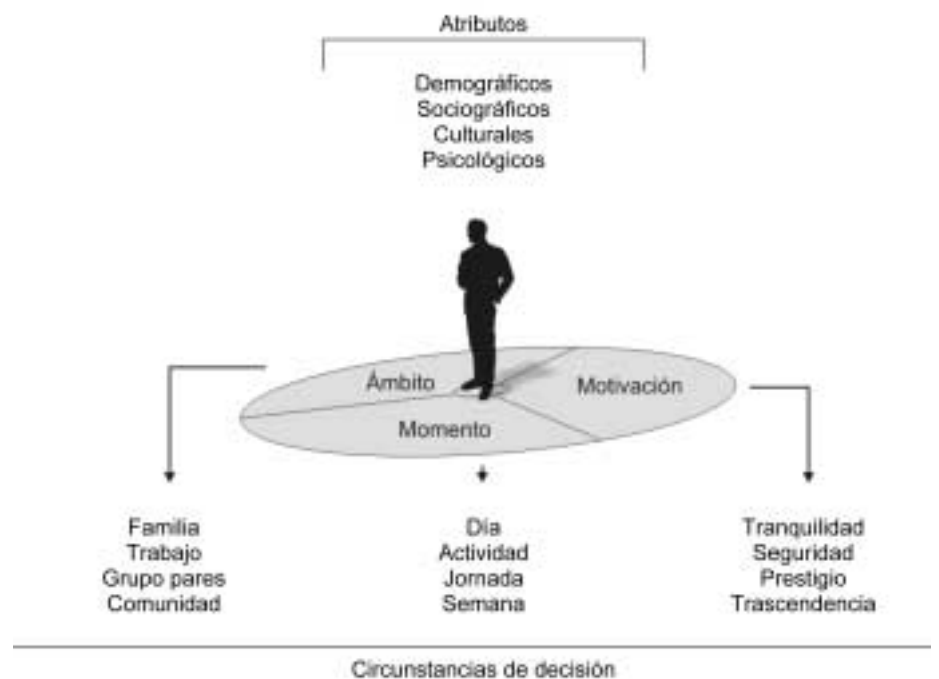 Atributos
Demográficos
Sociográficos
Culturales
Psicológicos
Ámbito
Motivación
Momento
Familia
Trabajo
Grupo pares
Comunidad
Día
Actividad
Jornada
Semana
Tranquilidad
Seguridad
Prestigio
Trascendencia
Circunstancias de decisión